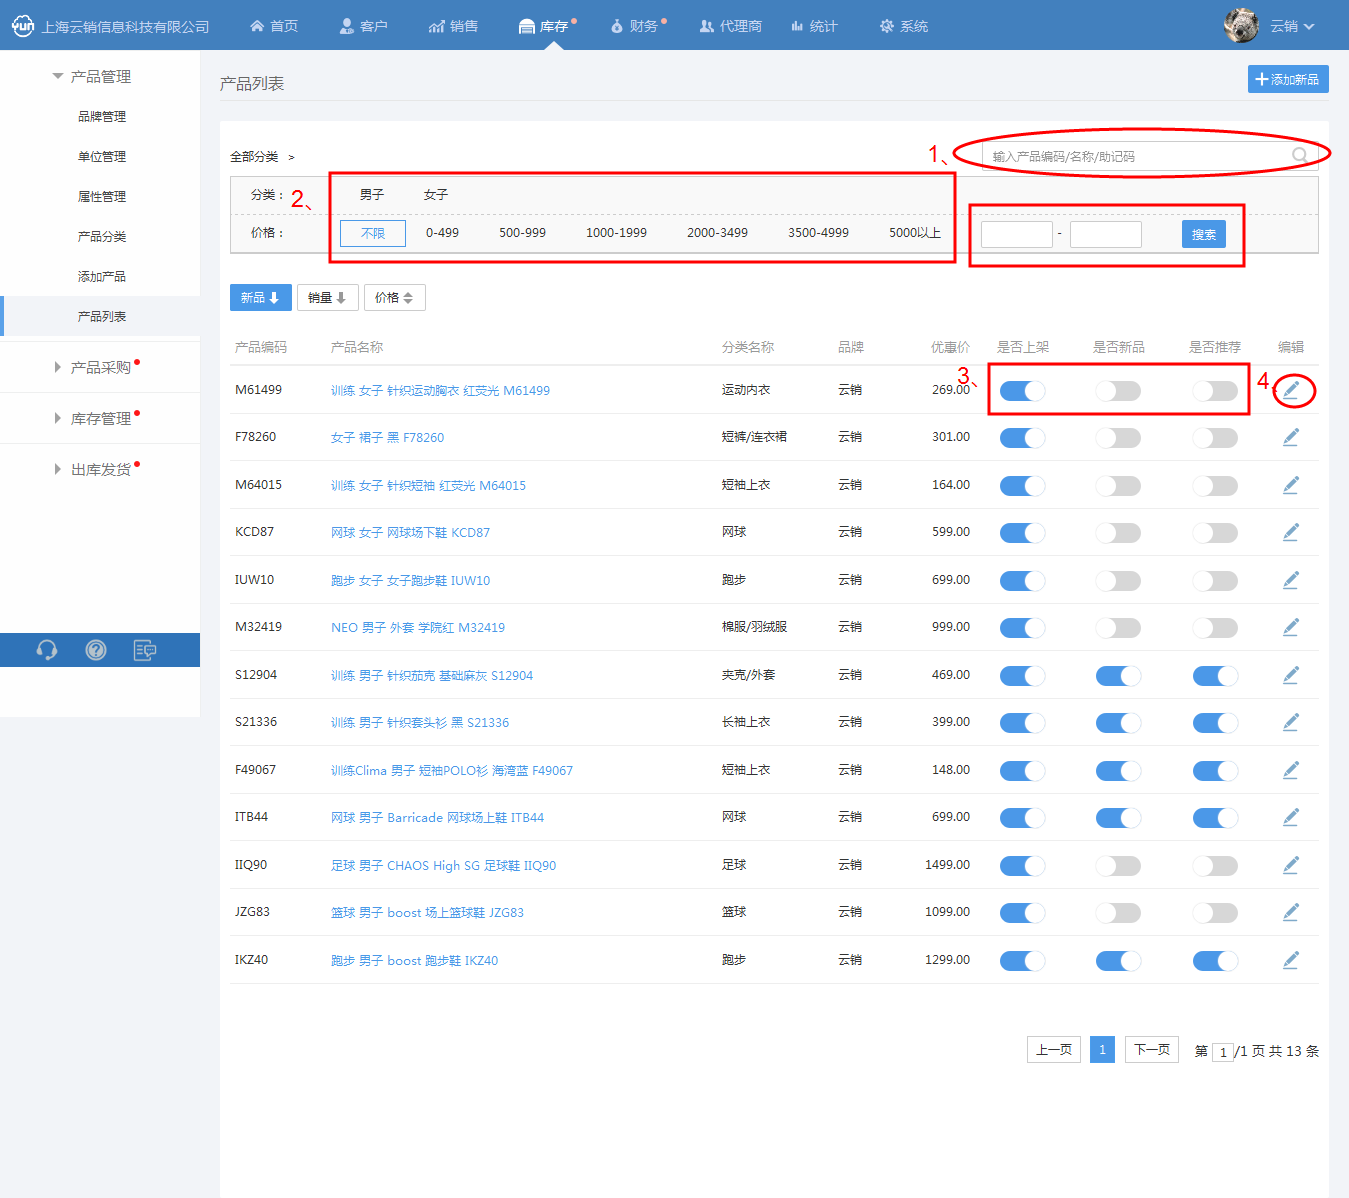 yun 上海云销信息科技有限公司 首页 客户 销售 库存 财务 代理商 统计 系统 云销
产品管理
品牌管理
单位管理
属性管理
产品分类
添加产品
产品列表
产品采购
库存管理
出库发货
产品列表 添加新品
全部分类 > 1、 输入产品编码/名称/助记码
分类： 2、 男子 女子
价格： 不限 0-499 500-999 1000-1999 2000-3499 3500-4999 5000以上 - 搜索
新品 销量 价格
产品编码 产品名称 分类名称 品牌 优惠价 是否上架 是否新品 是否推荐 编辑
3、 4、
M61499 训练 女子 针织运动胸衣 红荧光 M61499 运动内衣 云销 269.00
F78260 女子 裙子 黑 F78260 短裤/连衣裙 云销 301.00
M64015 训练 女子 针织短袖 红荧光 M64015 短袖上衣 云销 164.00
KCD87 网球 女子 网球场下鞋 KCD87 网球 云销 599.00
IUW10 跑步 女子 女子跑步鞋 IUW10 跑步 云销 699.00
M32419 NEO 男子 外套 学院红 M32419 棉服/羽绒服 云销 999.00
S12904 训练 男子 针织茄克 基础麻灰 S12904 夹克/外套 云销 469.00
S21336 训练 男子 针织套头衫 黑 S21336 长袖上衣 云销 399.00
F49067 训练Clima 男子 短袖POLO衫 海湾蓝 F49067 短袖上衣 云销 148.00
ITB44 网球 男子 Barricade 网球场上鞋 ITB44 网球 云销 699.00
IIQ90 足球 男子 CHAOS High SG 足球鞋 IIQ90 足球 云销 1499.00
JZG83 篮球 男子 boost 场上篮球鞋 JZG83 篮球 云销 1099.00
IKZ40 跑步 男子 boost 跑步鞋 IKZ40 跑步 云销 1299.00
上一页 1 下一页 第 1 /1 页 共 13 条